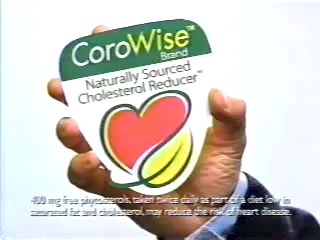 CoroWise™
Brand
Naturally Sourced
Cholesterol Reducer™
400 mg free phytosterols, taken twice daily as part of a diet low in
saturated fat and cholesterol, may reduce the risk of heart disease.